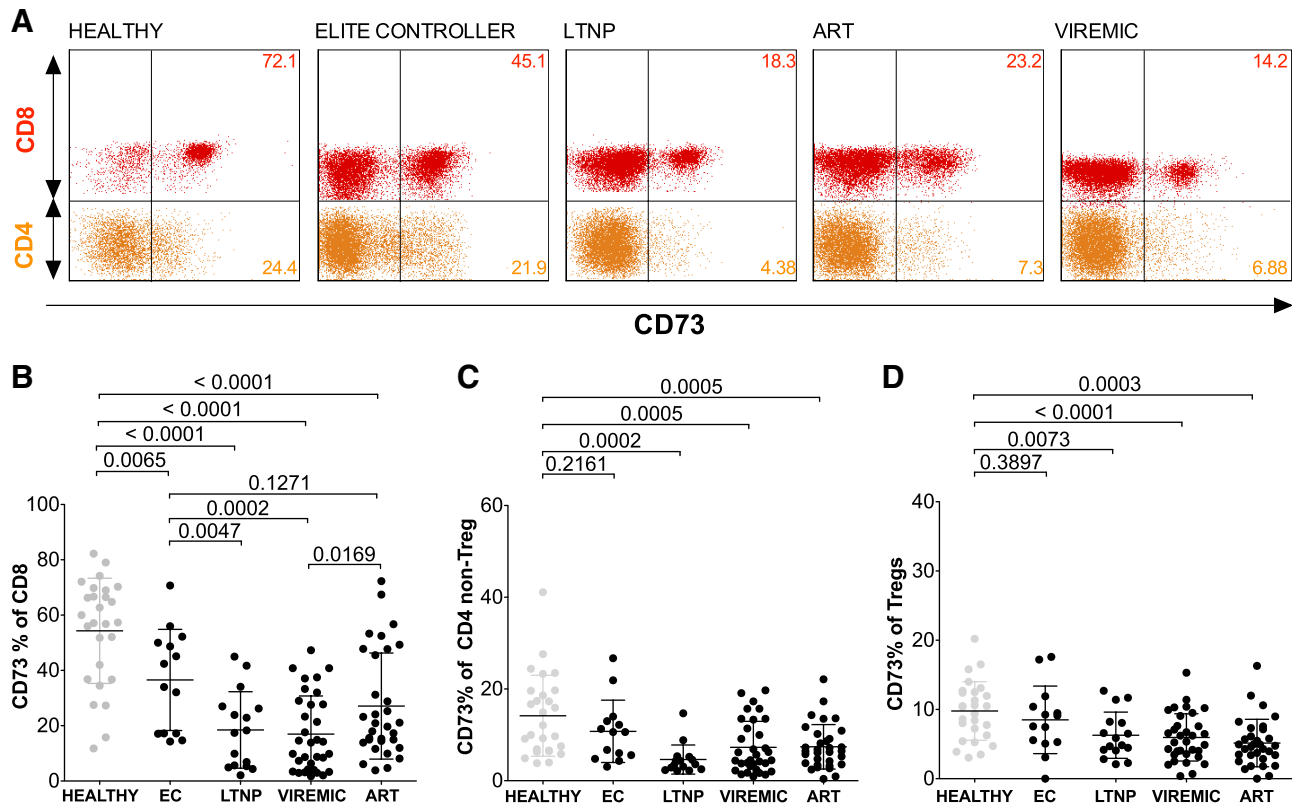 A
HEALTHY
ELITE CONTROLLER
LTNP
ART
VIREMIC
72.1
45.1
18.3
23.2
14.2
CD8
CD4
24.4
21.9
4.38
7.3
6.88
CD73
B
< 0.0001
< 0.0001
< 0.0001
0.0065
0.1271
0.0002
0.0047
0.0169
CD73 % of CD8
100
80
60
40
20
0
HEALTHY EC LTNP VIREMIC ART
C
0.0005
0.0005
0.0002
0.2161
CD73% of CD4 non-Treg
60
40
20
0
HEALTHY EC LTNP VIREMIC ART
D
0.0003
< 0.0001
0.0073
0.3897
CD73% of Tregs
40
30
20
10
0
HEALTHY EC LTNP VIREMIC ART